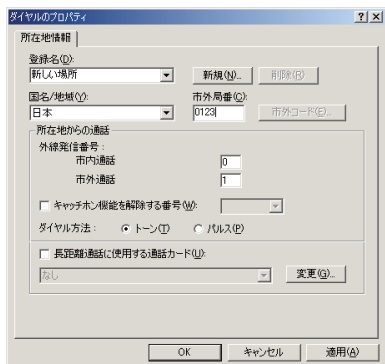 ダイヤルのプロパティ
所在地情報
登録名(D):
新しい場所
新規(N)...
削除(R)
国名/地域(Y):
市外局番(C):
日本
0123
市外コード(E)...
所在地からの通話
外線発信番号:
市内通話
0
市外通話
1
キャッチホン機能を解除する番号(W):
ダイヤル方法:
トーン(T)
パルス(P)
長距離通話に使用する通話カード(U):
なし
変更(G)...
OK
キャンセル
適用(A)